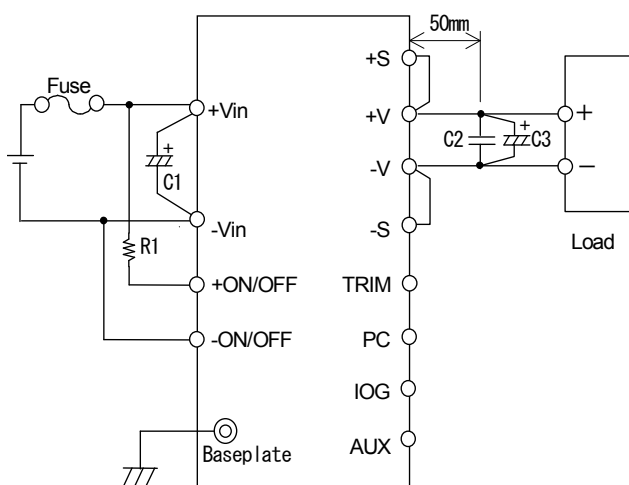 50mm
+S
Fuse
+Vin
+V
+
+
C2
+
C3
C1
-V
−
-Vin
-S
R1
Load
+ON/OFF
TRIM
-ON/OFF
PC
IOG
Baseplate
AUX